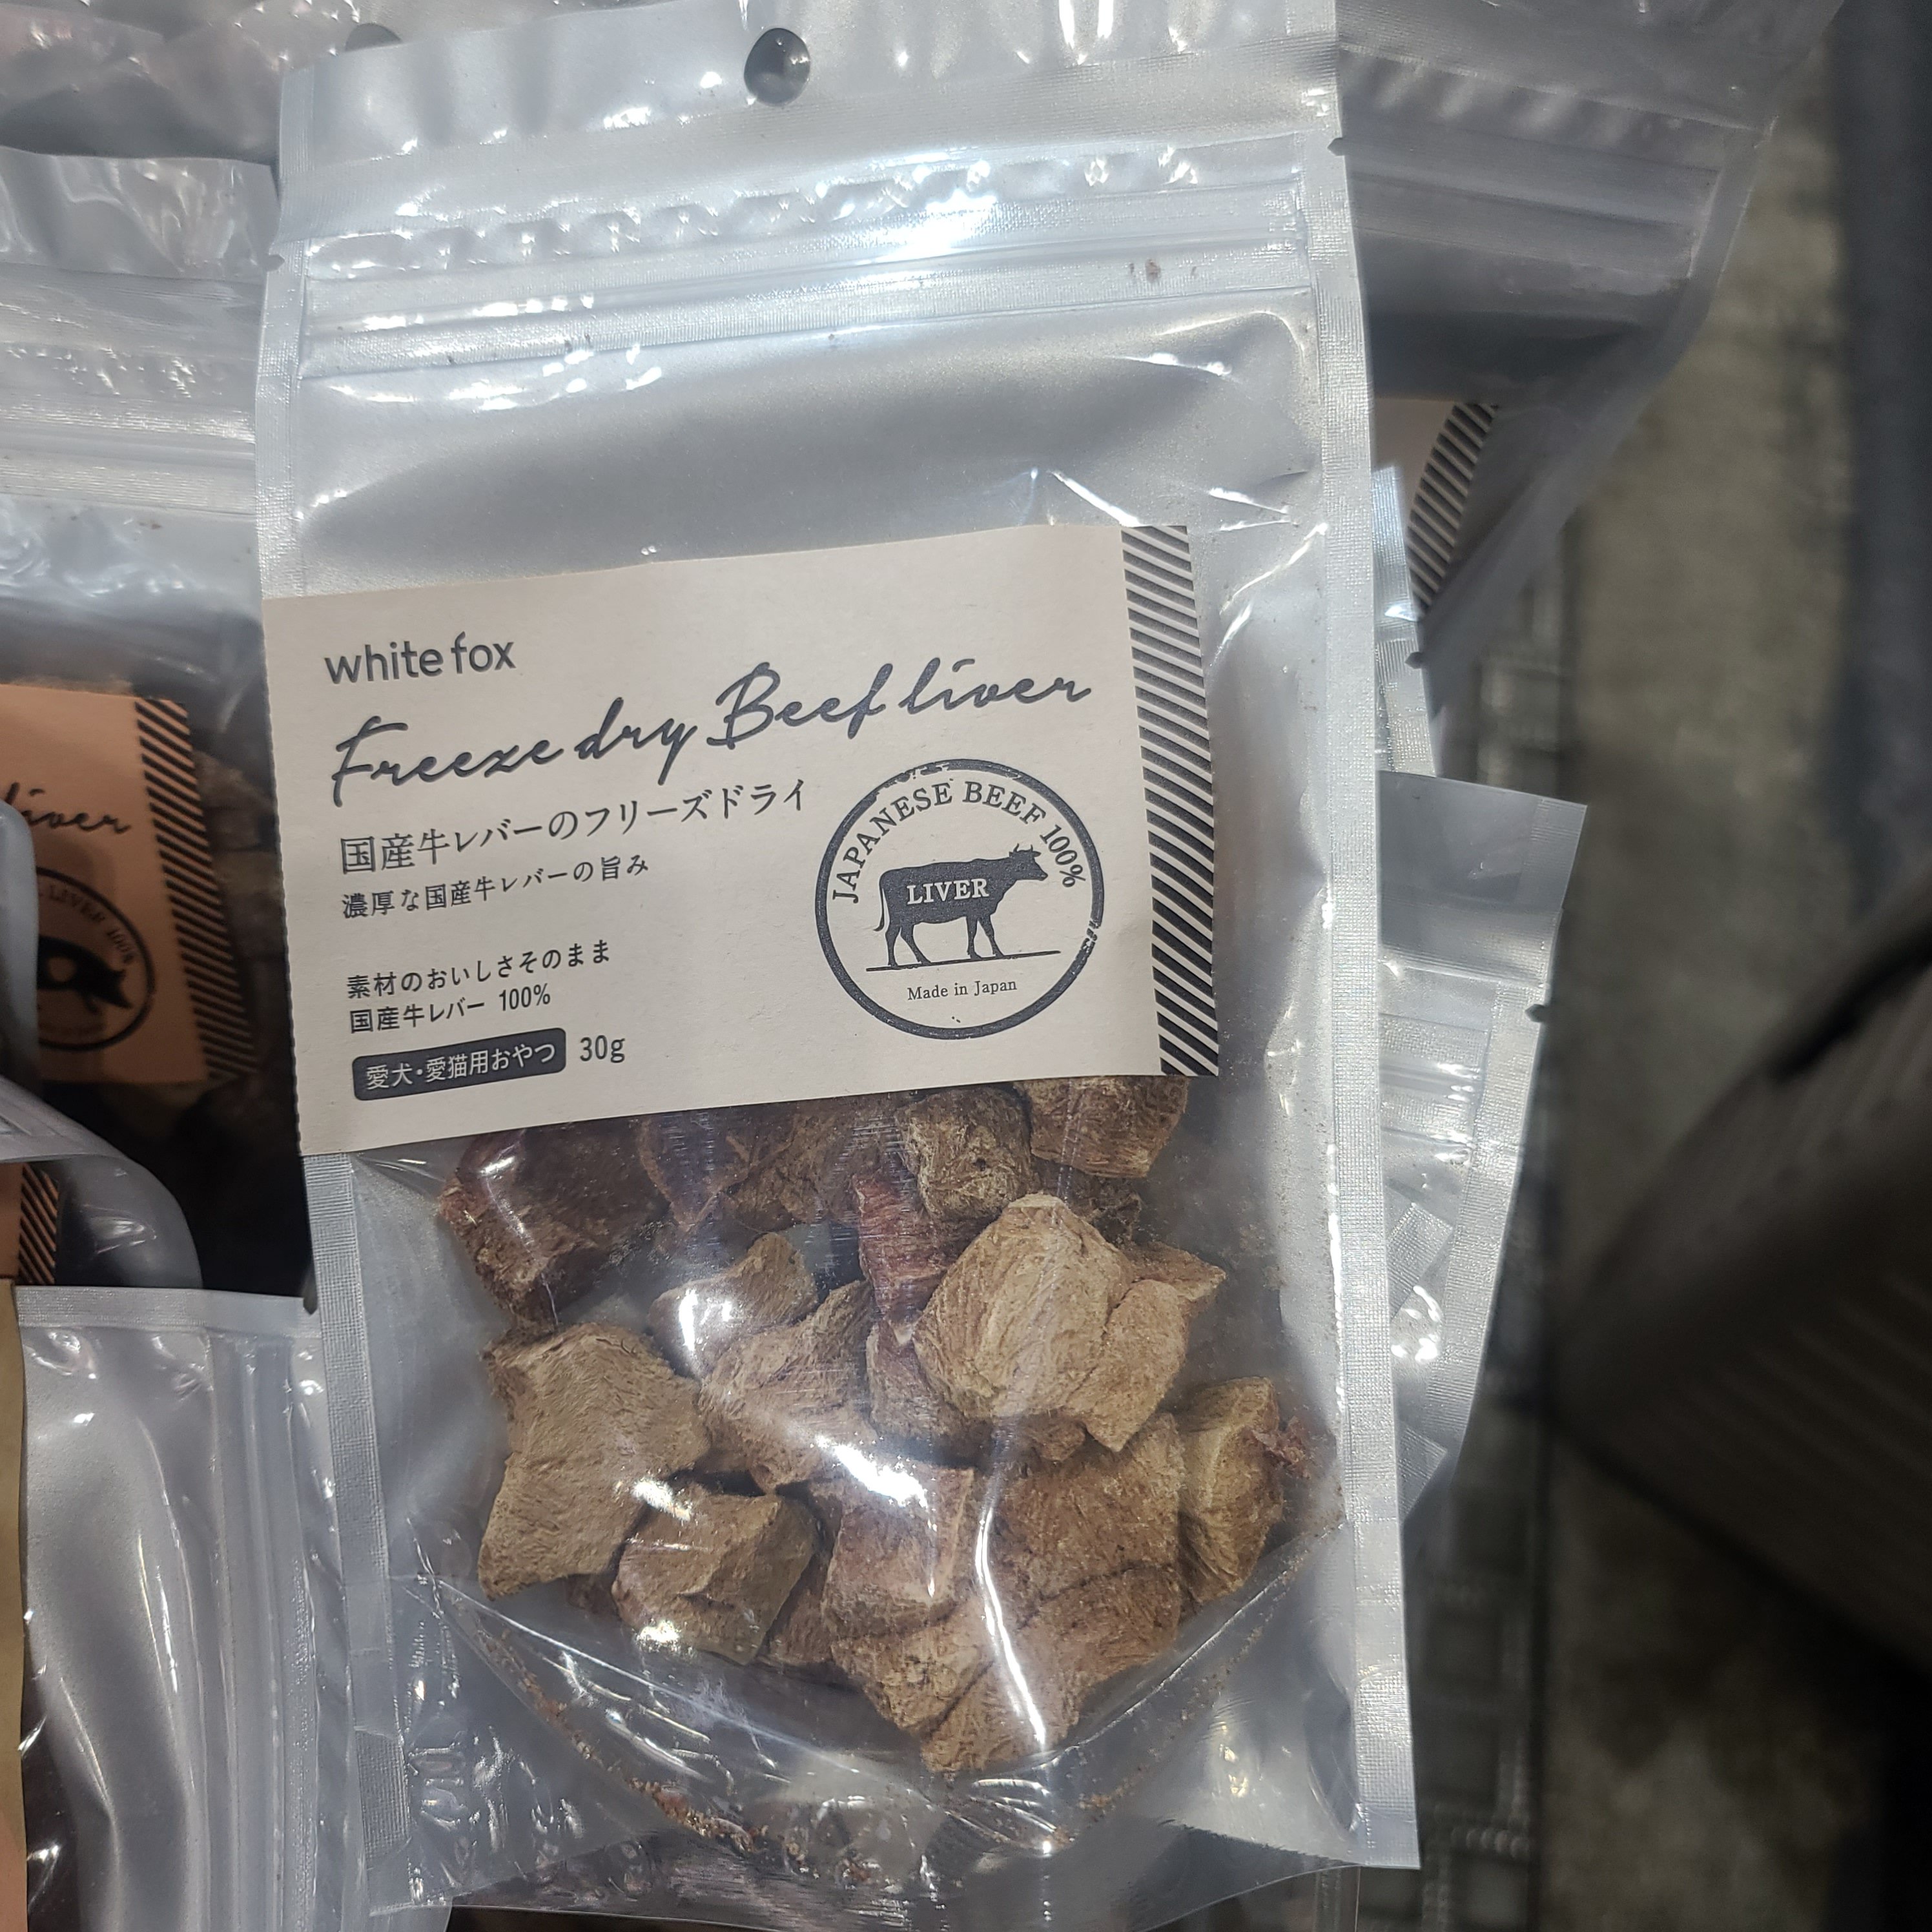 white fox
Freeze dry Beef liver
国産牛レバーのフリーズドライ
濃厚な国産牛レバーの旨み
素材のおいしさそのまま
国産牛レバー 100%
愛犬・愛猫用おやつ 30g
JAPANESE BEEF 100%
LIVER
Made in Japan
liver
LIVER 100%